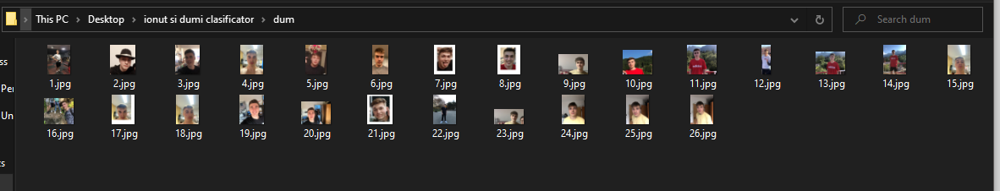 This PC > Desktop > ionut si dumi clasificator > dum
Search dum
ss
1.jpg 2.jpg 3.jpg 4.jpg 5.jpg 6.jpg 7.jpg 8.jpg 9.jpg 10.jpg 11.jpg 12.jpg 13.jpg 14.jpg 15.jpg
Per
Un
16.jpg 17.jpg 18.jpg 19.jpg 20.jpg 21.jpg 22.jpg 23.jpg 24.jpg 25.jpg 26.jpg